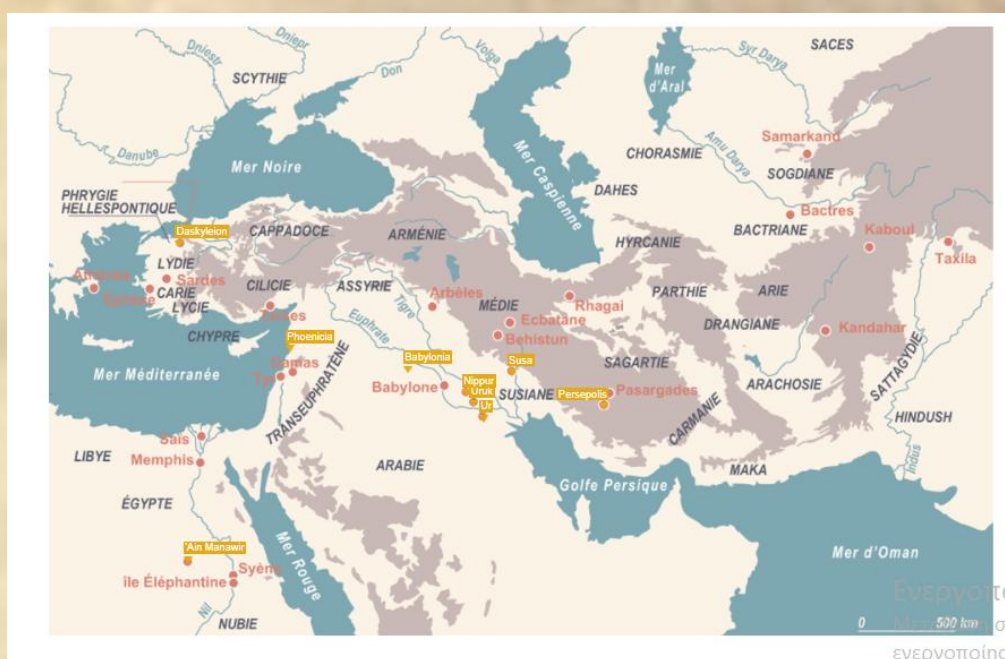 SACES
SCYTHIE
Dniestr
Dniepr
Don
Volga
Syr Darya
Mer
d'Aral
Danube
Mer Noire
Mer Caspienne
CHORASMIE
Amu Darya
Samarkand
SOGDIANE
DAHES
PHRYGIE
HELLESPONTIQUE
Daskyleion
CAPPADOCE
ARMÉNIE
HYRCANIE
BACTRIANE
Bactres
Kaboul
Taxila
LYDIE
Sardes
CARIE
LYCIE
CILICIE
ASSYRIE
Tigre
Arbèles
MÉDIE
Ecbatane
Behistun
Rhagai
PARTHIE
ARIE
DRANGIANE
Kandahar
CHYPRE
Phoenicia
Euphrate
Mer Méditerranée
Damas
Tyr
TRANSEUPHRATÈNE
Babylonia
Babylone
Nippur
Uruk
Ur
Susa
SUSIANE
SAGARTIE
Persepolis
Pasargades
CARMANIE
ARACHOSIE
SATTAGYDIE
HINDUSH
Indus
Saïs
LIBYE
Memphis
ARABIE
Golfe Persique
MAKA
ÉGYPTE
'Ain Manawir
Syène
île Éléphantine
Mer Rouge
Mer d'Oman
Nil
NUBIE
0 500 km